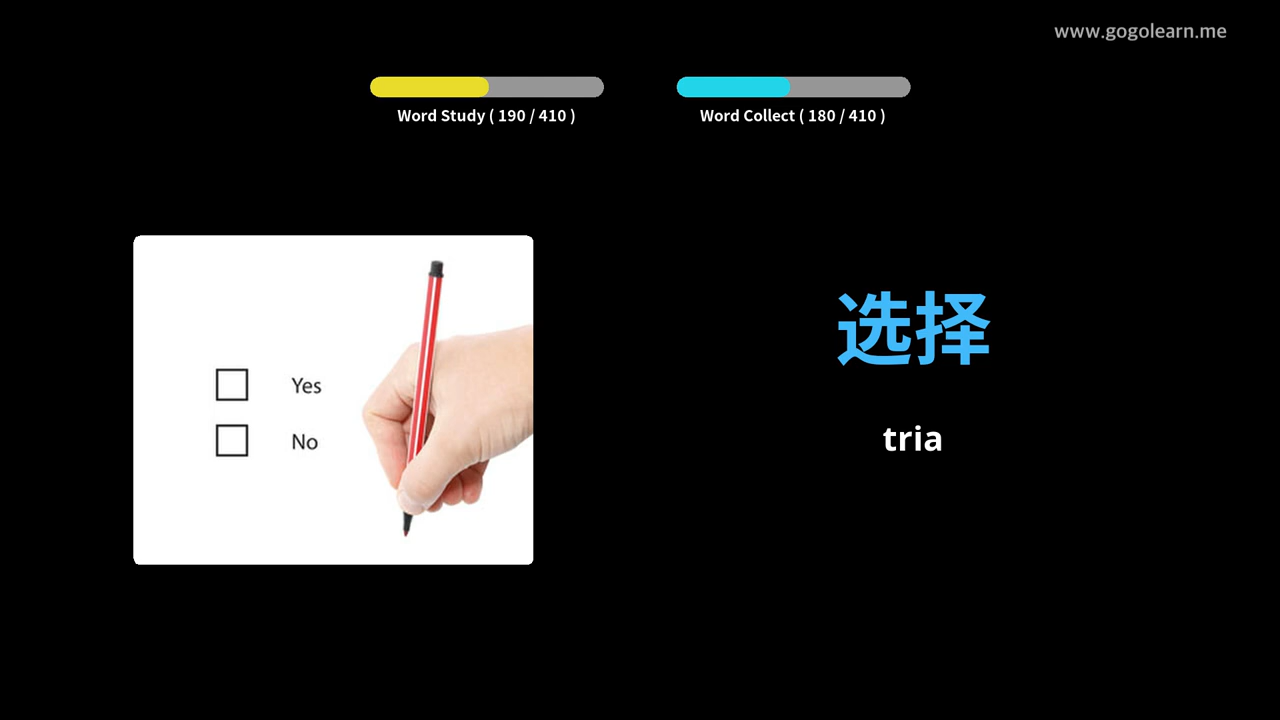 www.gogolearn.me
Word Study ( 190 / 410 )
Word Collect ( 180 / 410 )
Yes
No
选择
tria